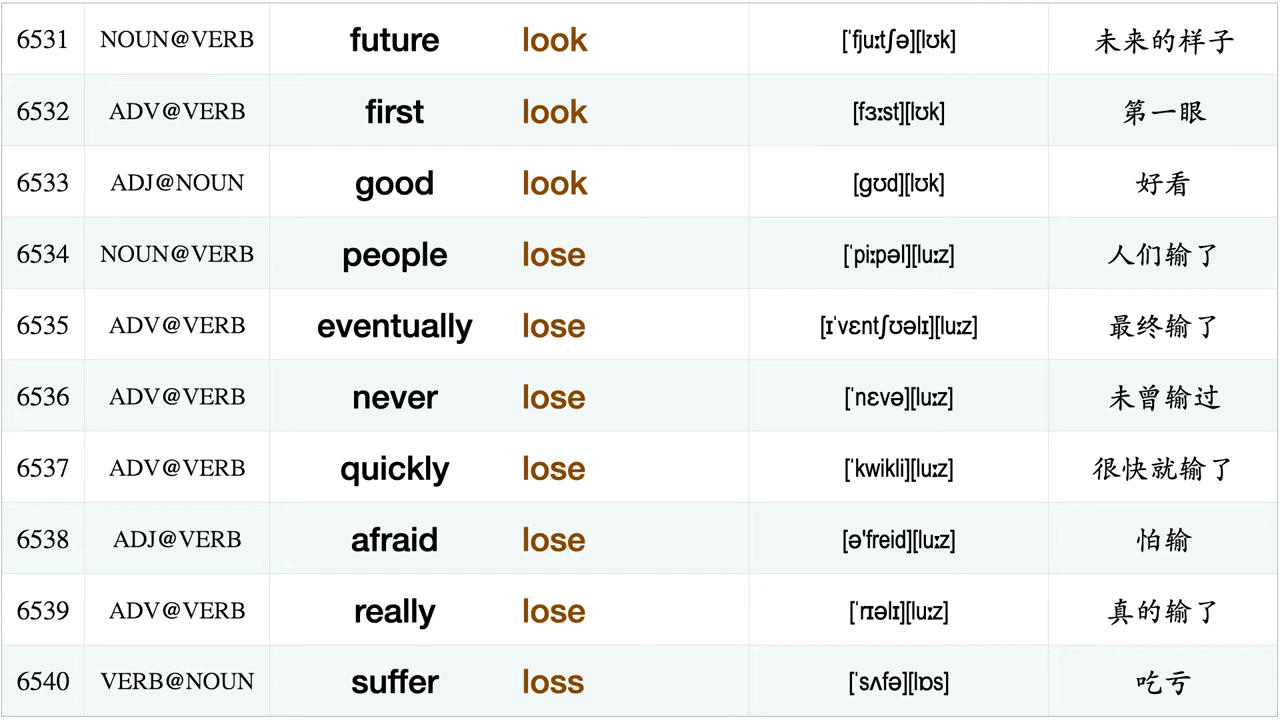 6531 NOUN@VERB future look [ˈfjuːtʃə][lʊk] 未来的样子
6532 ADV@VERB first look [fɜːst][lʊk] 第一眼
6533 ADJ@NOUN good look [gʊd][lʊk] 好看
6534 NOUN@VERB people lose [ˈpiːpəl][luːz] 人们输了
6535 ADV@VERB eventually lose [ɪˈvɛntʃʊəlɪ][luːz] 最终输了
6536 ADV@VERB never lose [ˈnɛvə][luːz] 未曾输过
6537 ADV@VERB quickly lose [ˈkwikli][luːz] 很快就输了
6538 ADJ@VERB afraid lose [ə'freid][luːz] 怕输
6539 ADV@VERB really lose [ˈrɪəlɪ][luːz] 真的输了
6540 VERB@NOUN suffer loss [ˈsʌfə][lɒs] 吃亏